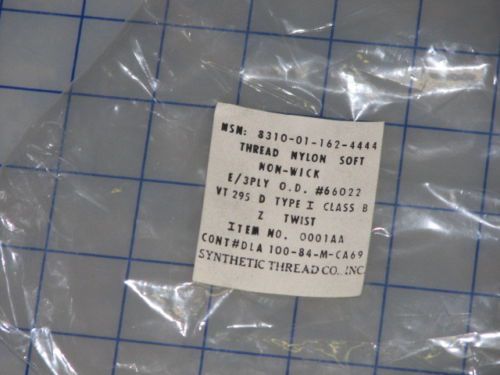 NSN: 8310-01-162-4444
THREAD NYLON SOFT
NON-WICK
E/3PLY O.D. #66022
VT 295 D TYPE I CLASS B
Z TWIST
ITEM NO. 0001AA
CONT#DLA 100-84-M-CA69
SYNTHETIC THREAD CO., INC.